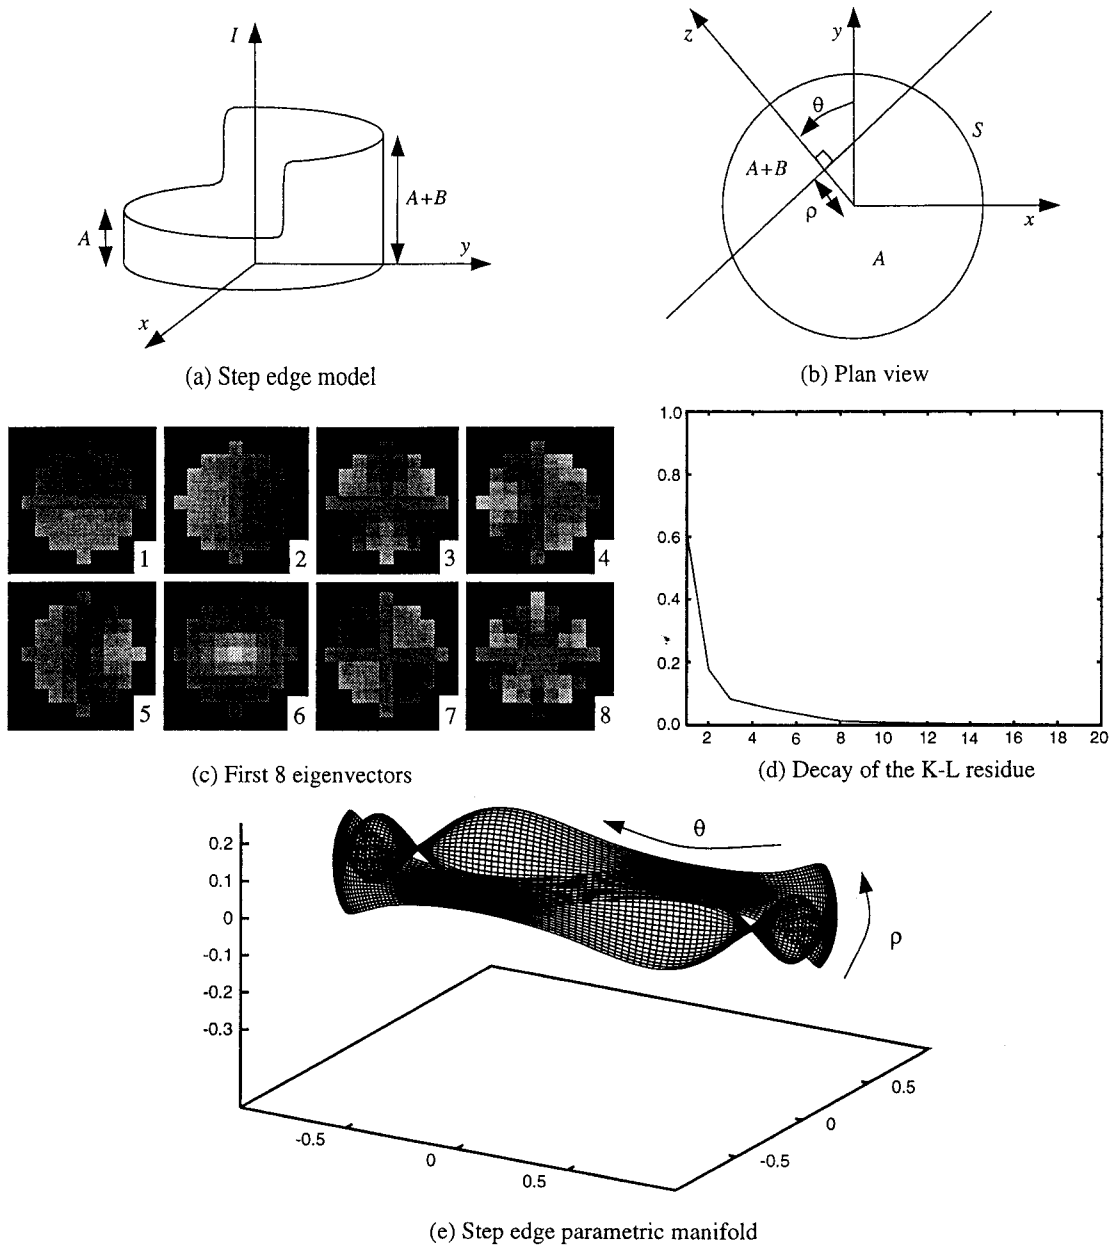 I
A
A+B
y
x
(a) Step edge model
z
y
θ
S
A+B
ρ
x
A
(b) Plan view
1
2
3
4
5
6
7
8
(c) First 8 eigenvectors
1.0
0.8
0.6
0.4
0.2
0.0
2 4 6 8 10 12 14 16 18 20
(d) Decay of the K-L residue
0.2
0.1
0
-0.1
-0.2
-0.3
θ
ρ
-0.5
0
0.5
0.5
0
-0.5
(e) Step edge parametric manifold